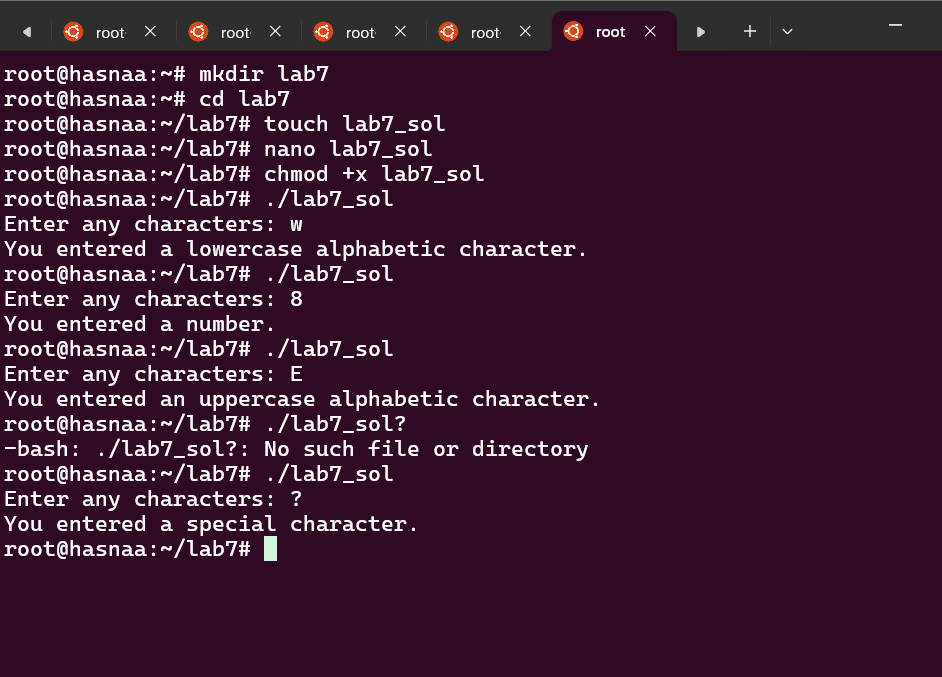 root root root root root
root@hasnaa:~# mkdir lab7
root@hasnaa:~# cd lab7
root@hasnaa:~/lab7# touch lab7_sol
root@hasnaa:~/lab7# nano lab7_sol
root@hasnaa:~/lab7# chmod +x lab7_sol
root@hasnaa:~/lab7# ./lab7_sol
Enter any characters: w
You entered a lowercase alphabetic character.
root@hasnaa:~/lab7# ./lab7_sol
Enter any characters: 8
You entered a number.
root@hasnaa:~/lab7# ./lab7_sol
Enter any characters: E
You entered an uppercase alphabetic character.
root@hasnaa:~/lab7# ./lab7_sol?
-bash: ./lab7_sol?: No such file or directory
root@hasnaa:~/lab7# ./lab7_sol
Enter any characters: ?
You entered a special character.
root@hasnaa:~/lab7#